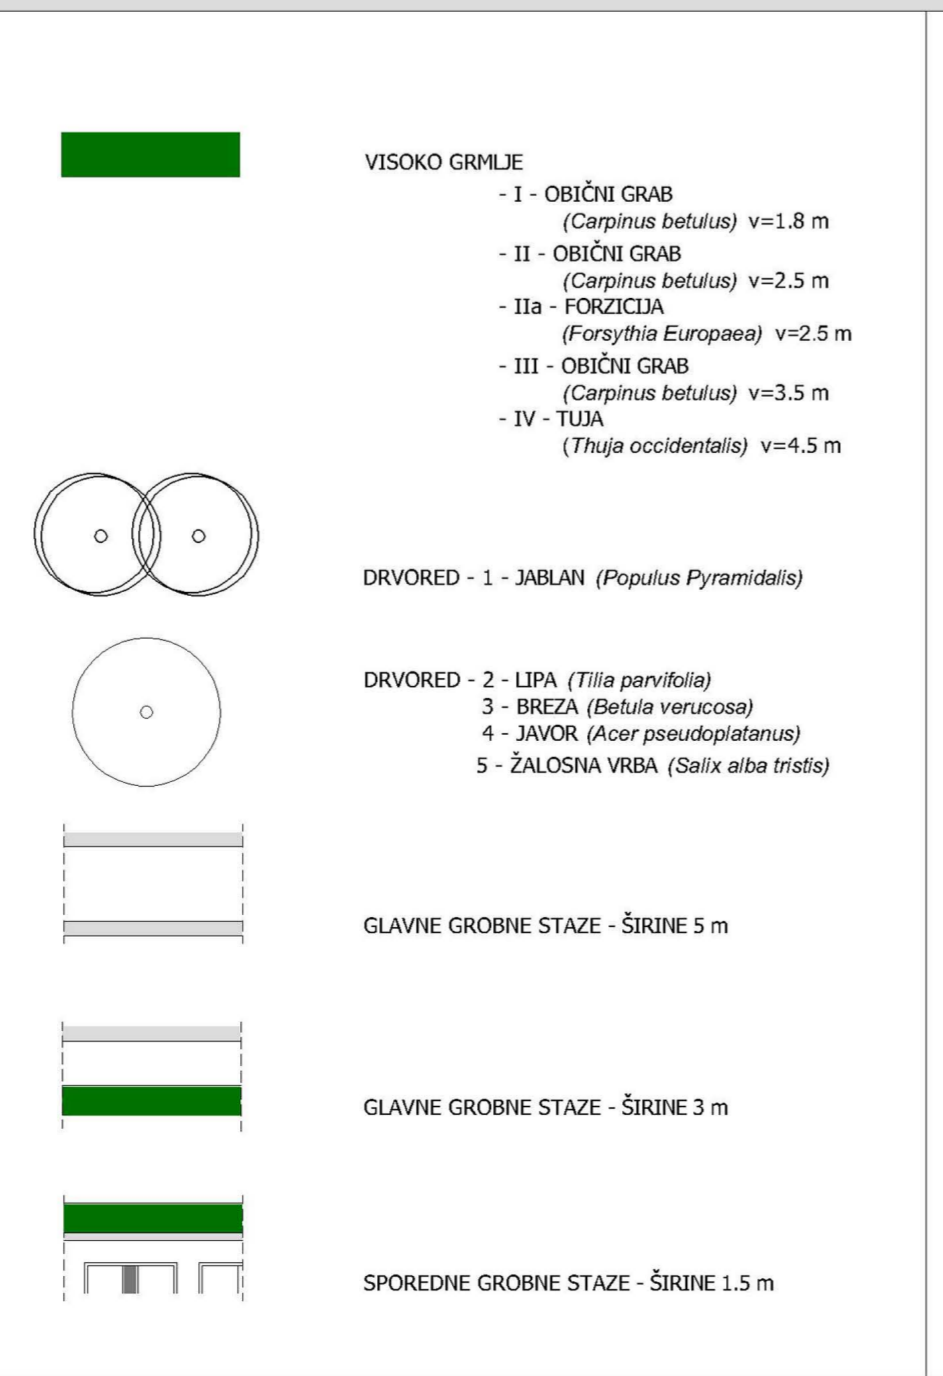 VISOKO GRMLJE
- I - OBIČNI GRAB
(Carpinus betulus) v=1.8 m
- II - OBIČNI GRAB
(Carpinus betulus) v=2.5 m
- IIa - FORZICIJA
(Forsythia Europaea) v=2.5 m
- III - OBIČNI GRAB
(Carpinus betulus) v=3.5 m
- IV - TUJA
(Thuja occidentalis) v=4.5 m
DRVORED - 1 - JABLAN (Populus Pyramidalis)
DRVORED - 2 - LIPA (Tilia parvifolia)
3 - BREZA (Betula verucosa)
4 - JAVOR (Acer pseudoplatanus)
5 - ŽALOSNA VRBA (Salix alba tristis)
GLAVNE GROBNE STAZE - ŠIRINE 5 m
GLAVNE GROBNE STAZE - ŠIRINE 3 m
SPOREDNE GROBNE STAZE - ŠIRINE 1.5 m